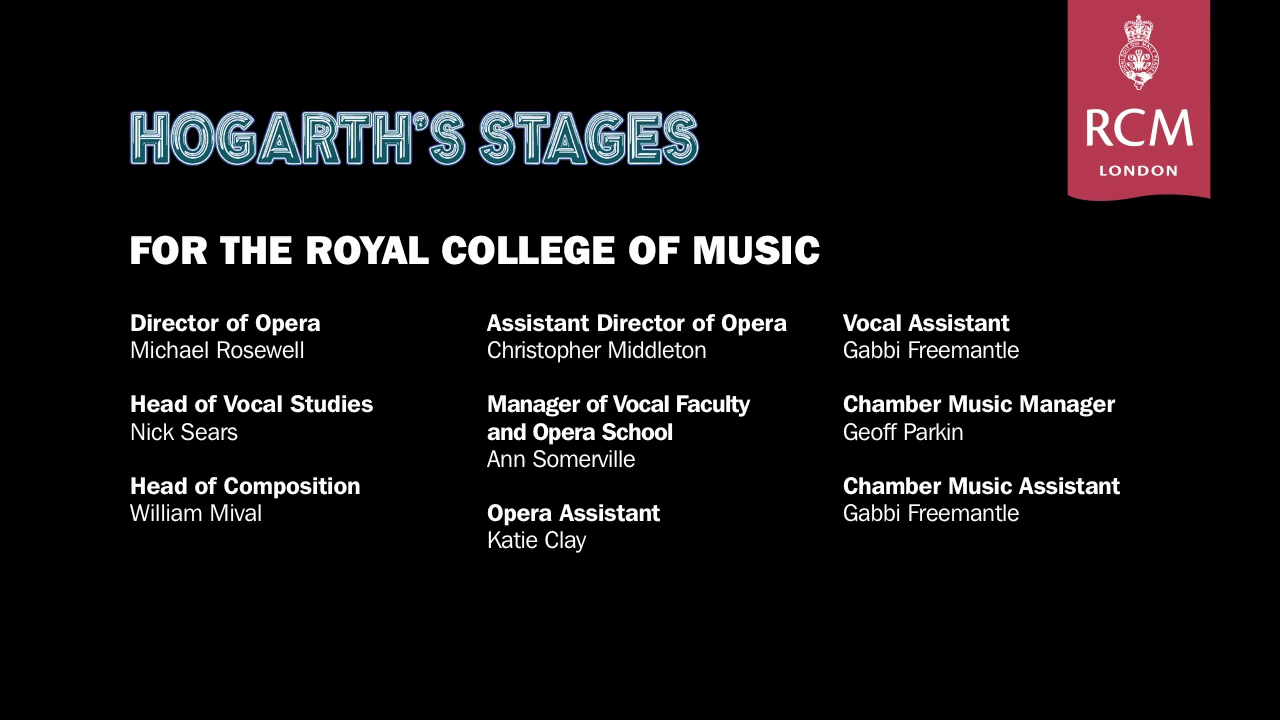 HOGARTH'S STAGES
RCM
LONDON
FOR THE ROYAL COLLEGE OF MUSIC
Director of Opera
Michael Rosewell
Head of Vocal Studies
Nick Sears
Head of Composition
William Mival
Assistant Director of Opera
Christopher Middleton
Manager of Vocal Faculty
and Opera School
Ann Somerville
Opera Assistant
Katie Clay
Vocal Assistant
Gabbi Freemantle
Chamber Music Manager
Geoff Parkin
Chamber Music Assistant
Gabbi Freemantle